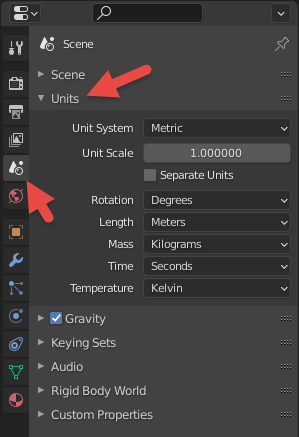 Scene
Scene
Units
Unit System Metric
Unit Scale 1.000000
Separate Units
Rotation Degrees
Length Meters
Mass Kilograms
Time Seconds
Temperature Kelvin
Gravity
Keying Sets
Audio
Rigid Body World
Custom Properties